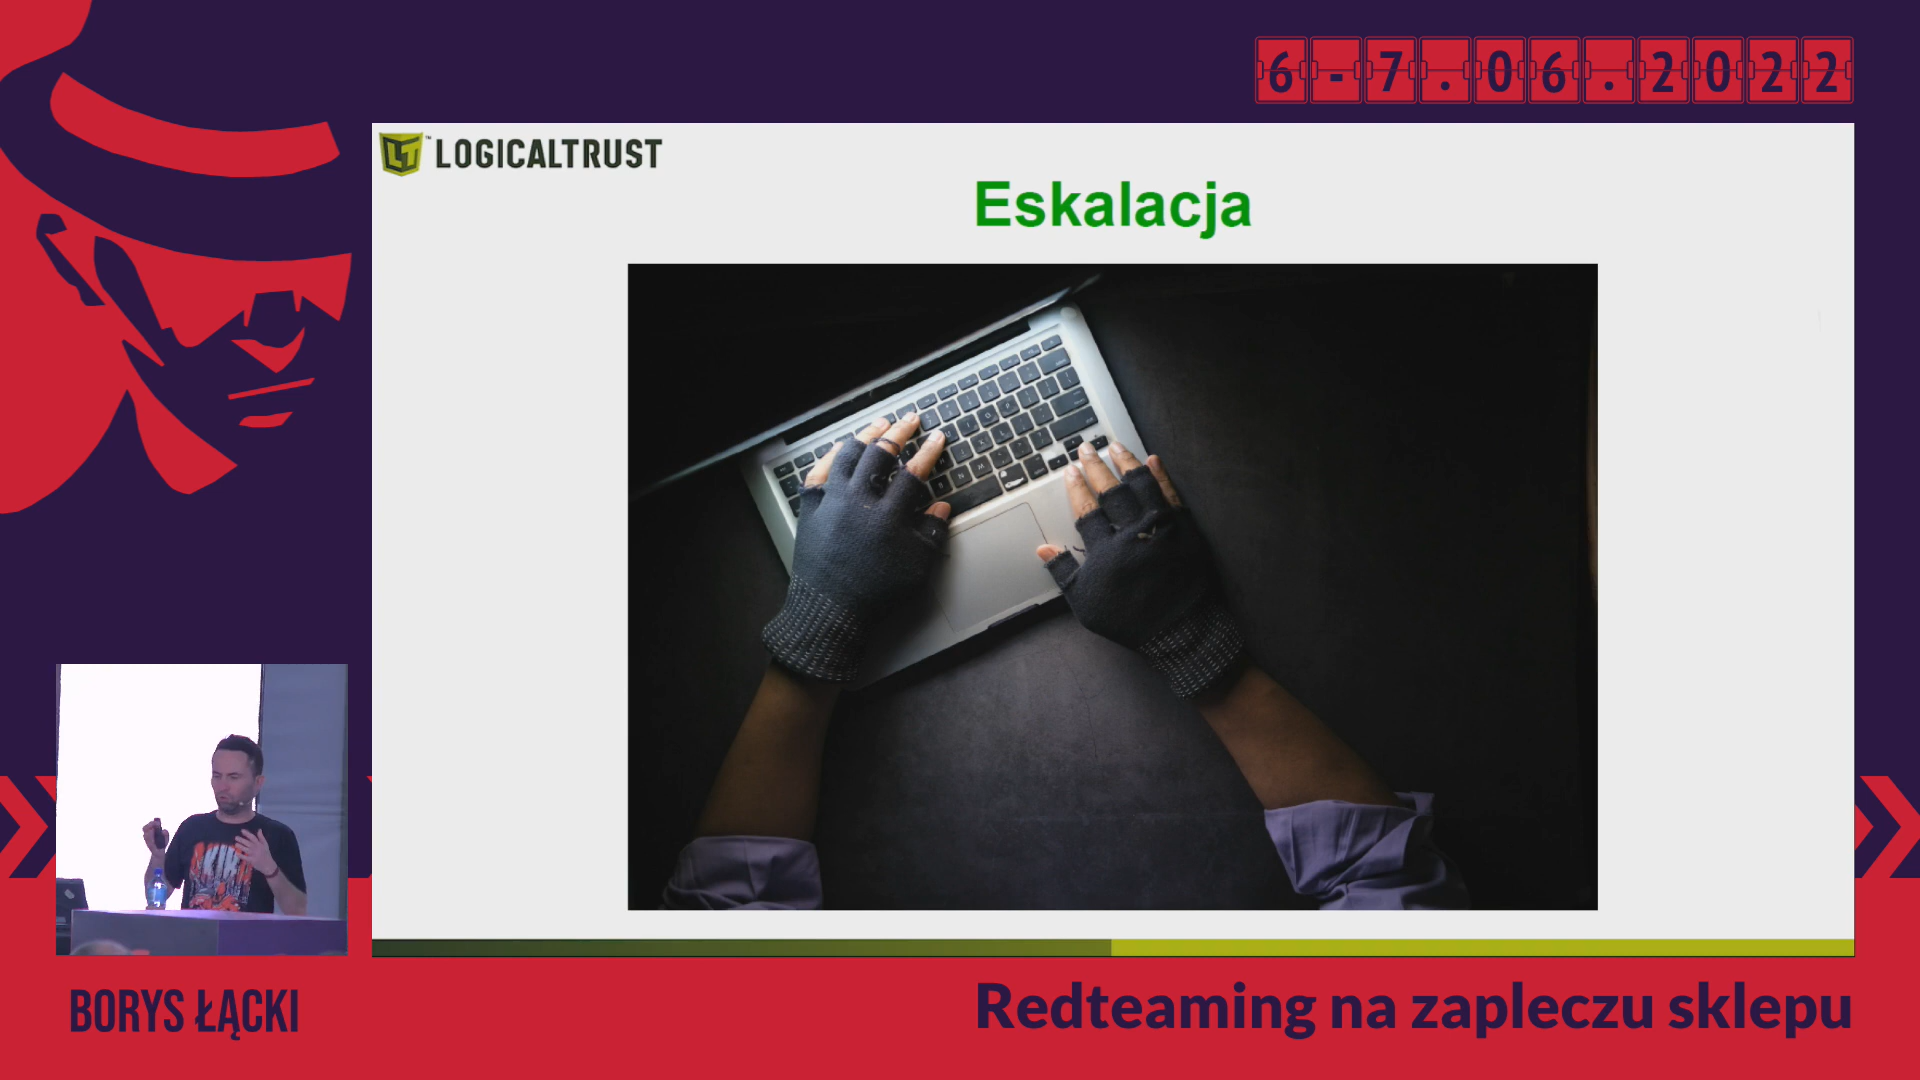 6-7.06.2022
LOGICALTRUST
Eskalacja
BORYS ŁĄCKI
Redteaming na zapleczu sklepu